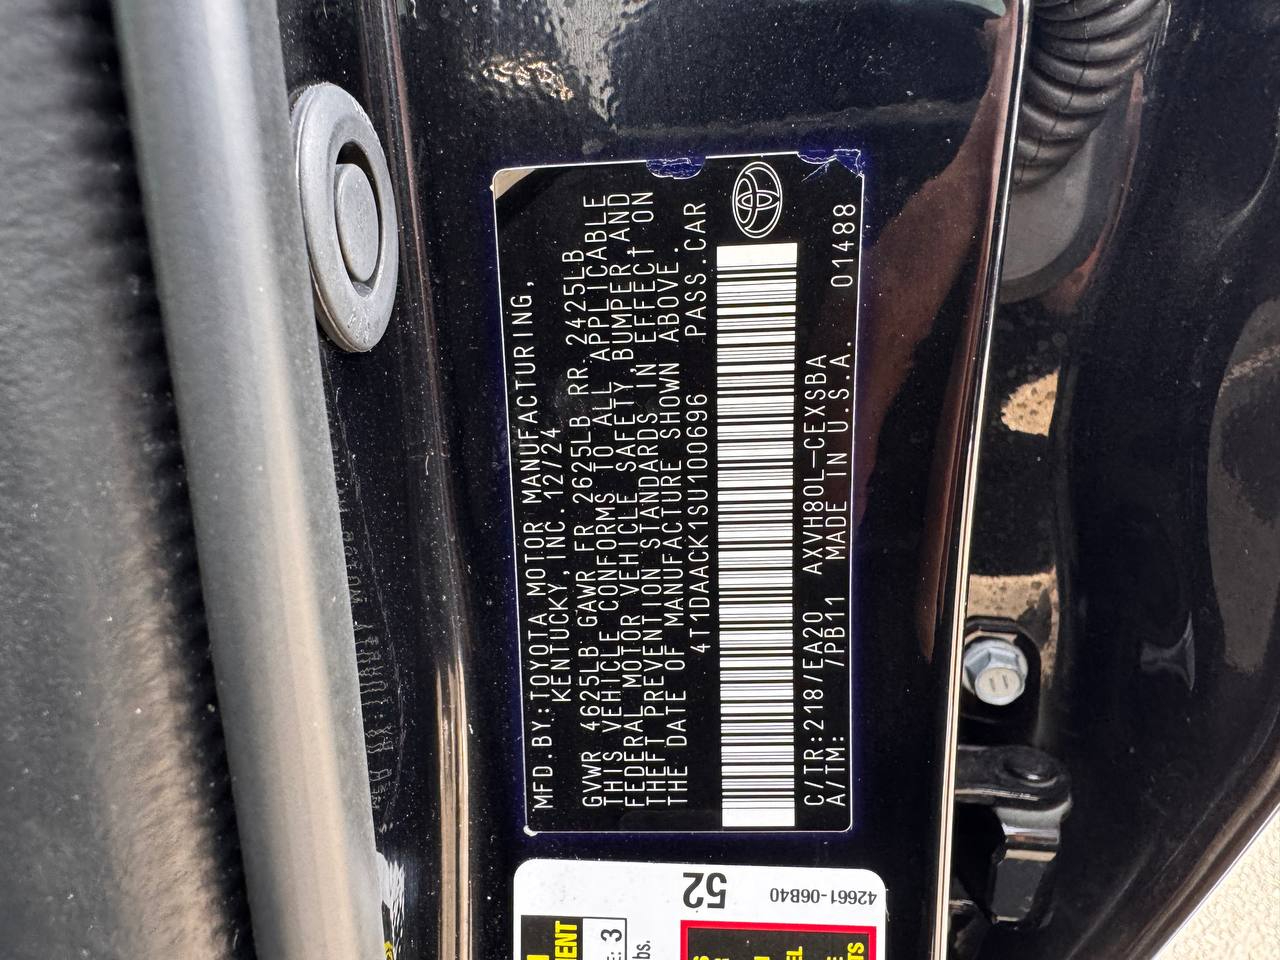 MFD.BY:TOYOTA MOTOR MANUFACTURING,
KENTUCKY,INC.12/24
GVWR 4625LB GAWR FR 2625LB RR 2425LB
THIS VEHICLE CONFORMS TO ALL APPLICABLE
FEDERAL MOTOR VEHICLE SAFETY,BUMPER,AND
THEFT PREVENTION STANDARDS IN EFFECT ON
THE DATE OF MANUFACTURE SHOWN ABOVE.
4T1DAACK1SU100696 PASS.CAR
C/TR:218/EA20 AXVH80L-CEXSBA
A/TM: /PB11 MADE IN U.S.A. 01488
52
42661-06B40
3
lbs.